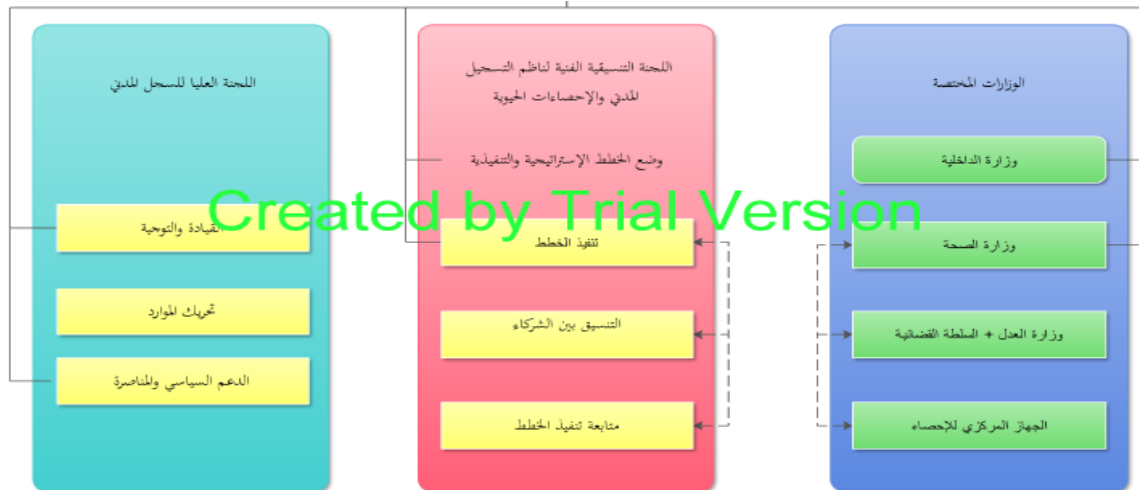 الوزارات المختصة
وزارة الداخلية
وزارة الصحة
وزارة العدل + السلطة القضائية
الجهاز المركزي للإحصاء
اللجنة التنسيقية الفنية لناظم التسجيل
المدني والإحصاءات الحيوية
وضع الخطط الإستراتيجية والتنفيذية
تنفيذ الخطط
التنسيق بين الشركاء
متابعة تنفيذ الخطط
اللجنة العليا للسجل المدني
القيادة والتوحية
تحريك الموارد
الدعم السياسي والمناصرة
Created by Trial Version